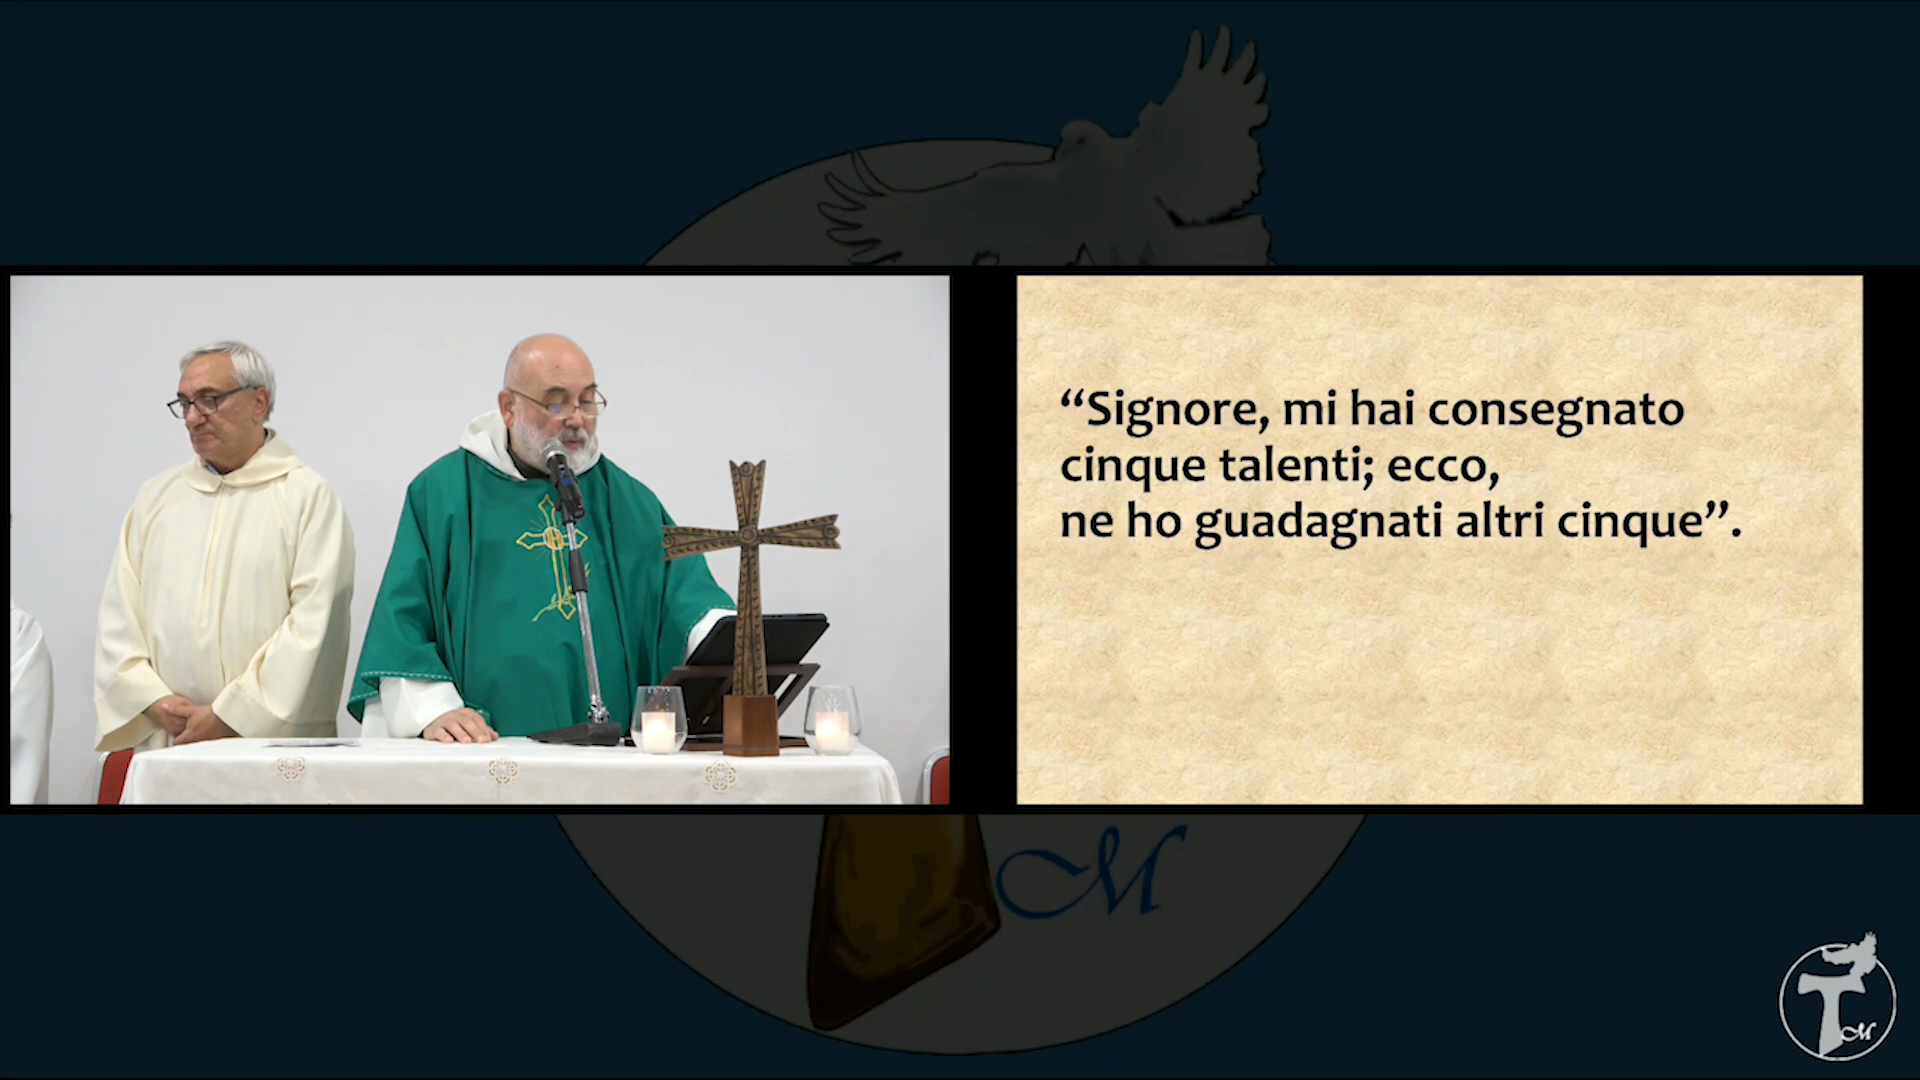 “Signore, mi hai consegnato
cinque talenti; ecco,
ne ho guadagnati altri cinque”.
M
M